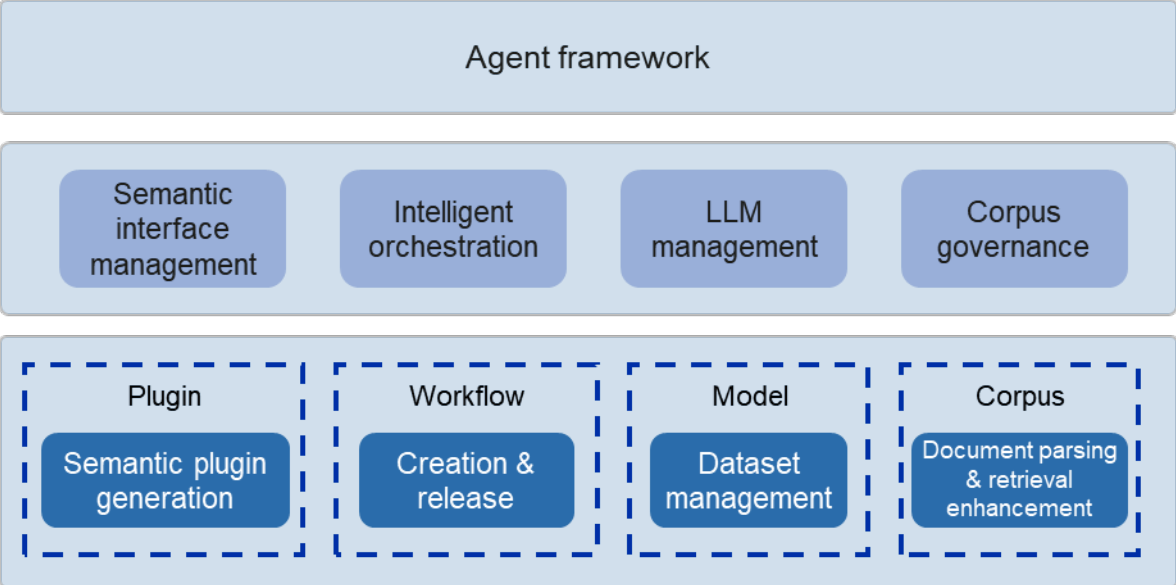 Agent framework
Semantic
interface
management
Intelligent
orchestration
LLM
management
Corpus
governance
Plugin
Semantic plugin
generation
Workflow
Creation &
release
Model
Dataset
management
Corpus
Document parsing
& retrieval
enhancement